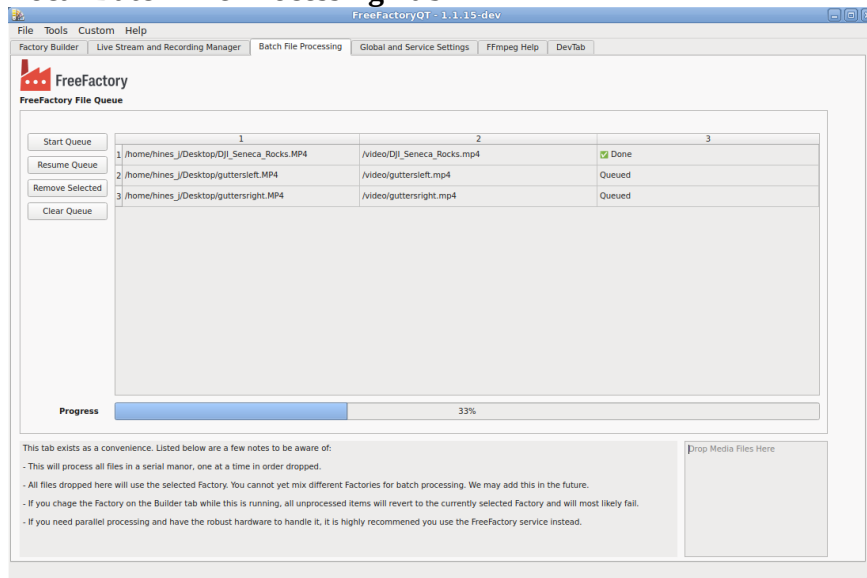 FreeFactoryQT - 1.1.15-dev
File Tools Custom Help
Factory Builder Live Stream and Recording Manager Batch File Processing Global and Service Settings FFmpeg Help DevTab
FreeFactory
FreeFactory File Queue
Start Queue
Resume Queue
Remove Selected
Clear Queue
1 2 3
1 /home/hines_j/Desktop/DJI_Seneca_Rocks.MP4 /video/DJI_Seneca_Rocks.mp4 ✅ Done
2 /home/hines_j/Desktop/guttersleft.MP4 /video/guttersleft.mp4 Queued
3 /home/hines_j/Desktop/guttersright.MP4 /video/guttersright.mp4 Queued
Progress 33%
This tab exists as a convenience. Listed below are a few notes to be aware of:
- This will process all files in a serial manor, one at a time in order dropped.
- All files dropped here will use the selected Factory. You cannot yet mix different Factories for batch processing. We may add this in the future.
- If you chage the Factory on the Builder tab while this is running, all unprocessed items will revert to the currently selected Factory and will most likely fail.
- If you need parallel processing and have the robust hardware to handle it, it is highly recommened you use the FreeFactory service instead.
Drop Media Files Here